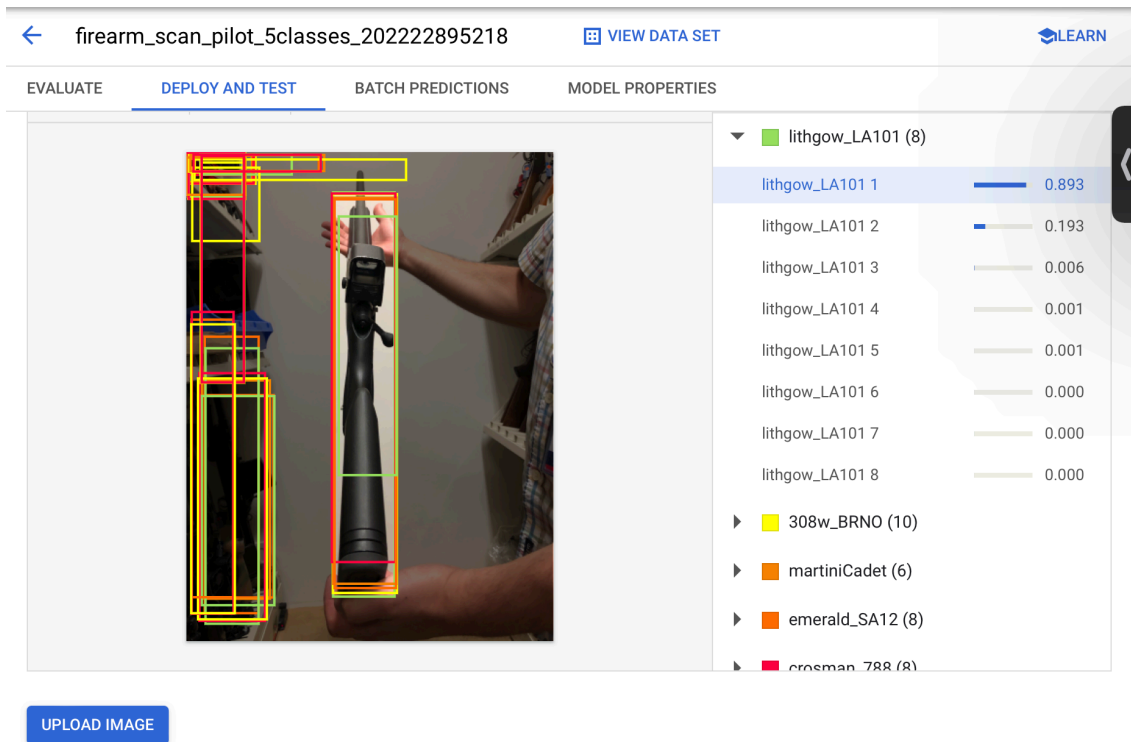 firearm_scan_pilot_5classes_202222895218 VIEW DATA SET LEARN
EVALUATE DEPLOY AND TEST BATCH PREDICTIONS MODEL PROPERTIES
lithgow_LA101 (8)
lithgow_LA101 1 0.893
lithgow_LA101 2 0.193
lithgow_LA101 3 0.006
lithgow_LA101 4 0.001
lithgow_LA101 5 0.001
lithgow_LA101 6 0.000
lithgow_LA101 7 0.000
lithgow_LA101 8 0.000
308w_BRNO (10)
martiniCadet (6)
emerald_SA12 (8)
crosman_788 (8)
UPLOAD IMAGE